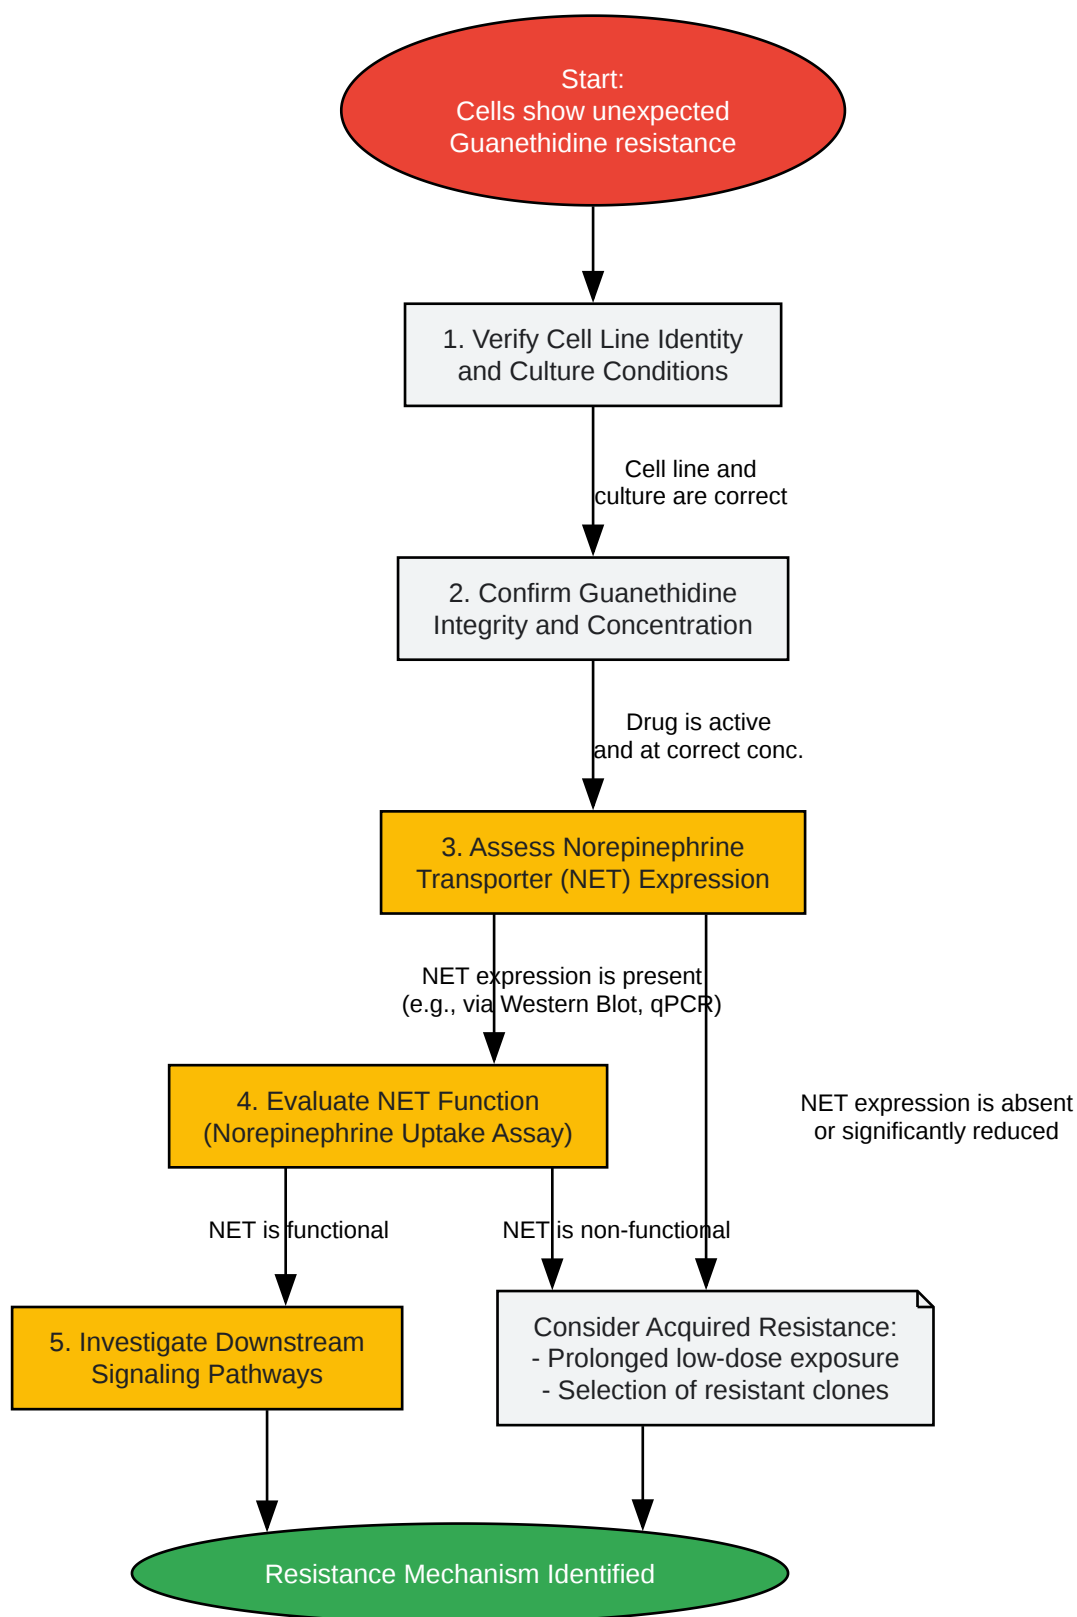 Start:
Cells show unexpected
Guanethidine resistance
1. Verify Cell Line Identity
and Culture Conditions
Cell line and
culture are correct
2. Confirm Guanethidine
Integrity and Concentration
Drug is active
and at correct conc.
3. Assess Norepinephrine
Transporter (NET) Expression
NET expression is present
(e.g., via Western Blot, qPCR)
4. Evaluate NET Function
(Norepinephrine Uptake Assay)
NET expression is absent
or significantly reduced
NET is functional
NET is non-functional
5. Investigate Downstream
Signaling Pathways
Consider Acquired Resistance:
- Prolonged low-dose exposure
- Selection of resistant clones
Resistance Mechanism Identified